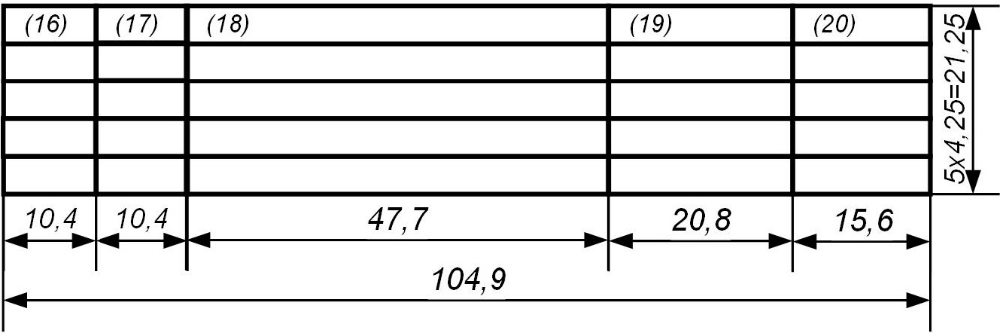 (16) (17) (18) (19) (20)
5x4,25=21,25
10,4 10,4 47,7 20,8 15,6
104,9